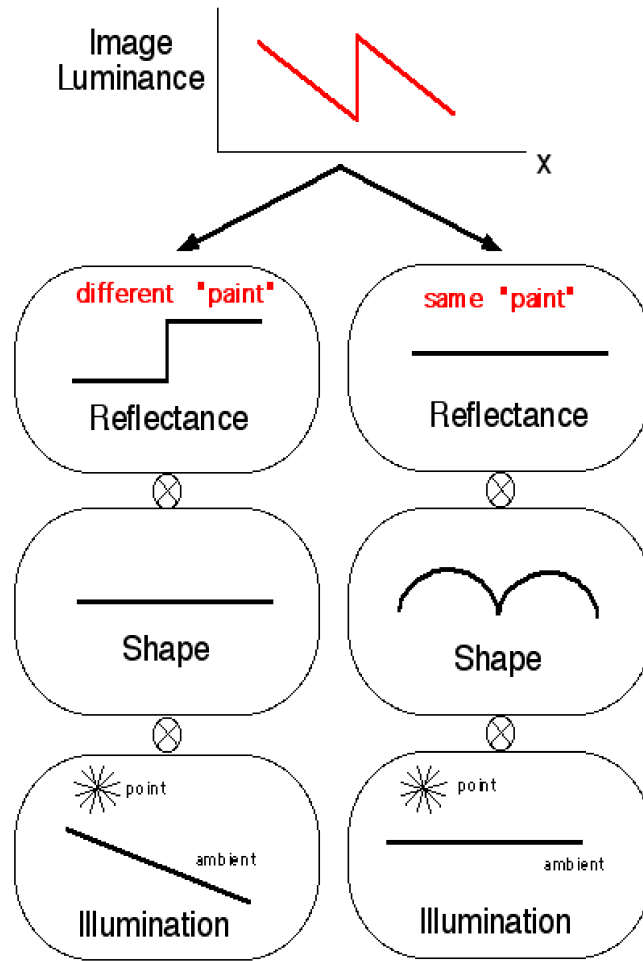 Image
Luminance
X
different "paint"
Reflectance
same "paint"
Reflectance
Shape
Shape
point
ambient
Illumination
point
ambient
Illumination